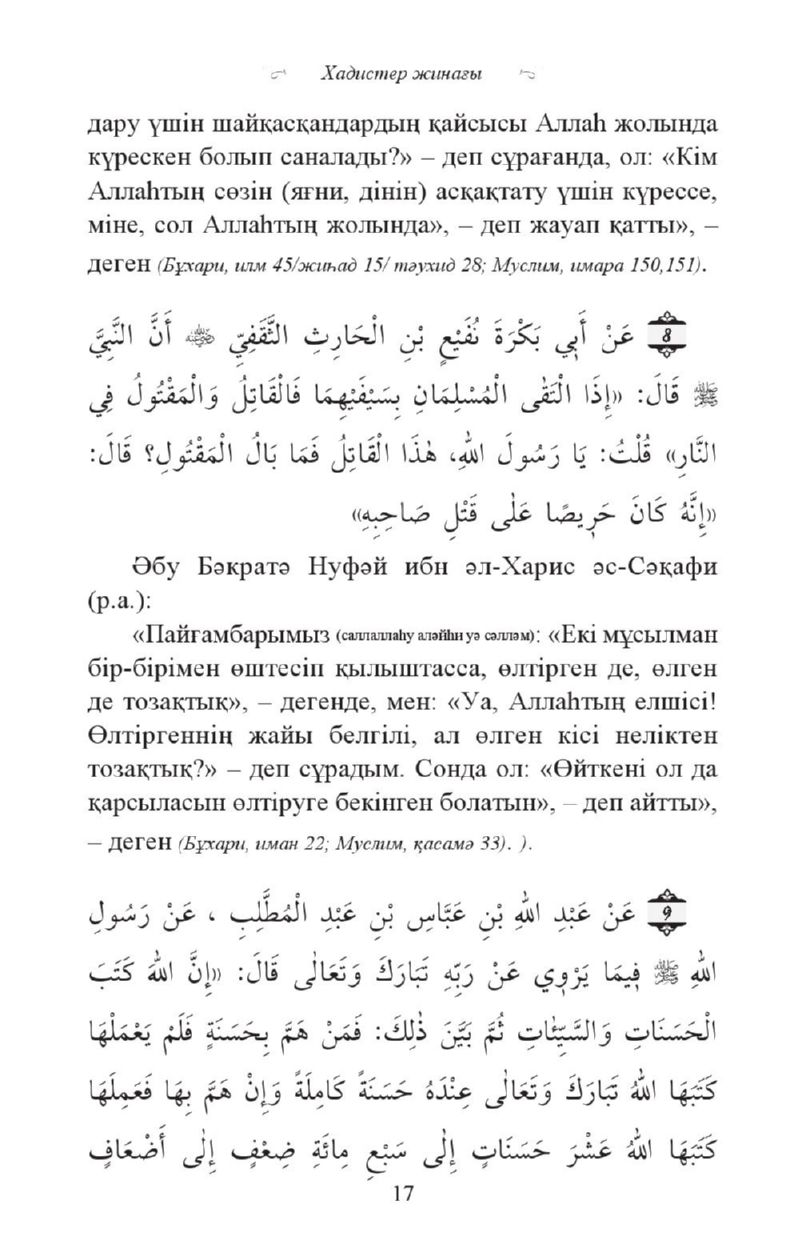 Хадистер жинағы
дару үшін шайқасқандардың қайсысы Аллаһ жолында
күрескен болып саналады?» – деп сұрағанда, ол: «Кім
Аллаһтың сөзін (яғни, дінін) асқақтату үшін күрессе,
міне, сол Аллаһтың жолында», – деп жауап қатты», –
деген (Бұхари, илм 45/жиһад 15/ тәухид 28; Муслим, имара 150,151).
8 عَنْ أَبِي بَكْرَةَ نُفَيْعِ بْنِ الْحَارِثِ الثَّقَفِيِّ ﷺ أَنَّ النَّبِيَّ
ﷺ قَالَ: «إِذَا الْتَقٰى الْمُسْلِمَانِ بِسَيْفَيْهِمَا فَالْقَاتِلُ وَالْمَقْتُولُ فِي
النَّارِ» قُلْتُ: يَا رَسُولَ اللهِ، هٰذَا الْقَاتِلُ فَمَا بَالُ الْمَقْتُولِ؟ قَالَ:
«إِنَّهُ كَانَ حَرِيصًا عَلٰى قَتْلِ صَاحِبِهِ»
Әбу Бәкратә Нуфәй ибн әл-Харис әс-Сәқафи
(р.а.):
«Пайғамбарымыз (саллаллаһу аләйһи уә сәлләм): «Екі мұсылман
бір-бірімен өштесіп қылыштасса, өлтірген де, өлген
де тозақтық», – дегенде, мен: «Уа, Аллаһтың елшісі!
Өлтіргеннің жайы белгілі, ал өлген кісі неліктен
тозақтық?» – деп сұрадым. Сонда ол: «Өйткені ол да
қарсыласын өлтіруге бекінген болатын», – деп айтты»,
– деген (Бұхари, иман 22; Муслим, қасамә 33). ).
9 عَنْ عَبْدِ اللهِ بْنِ عَبَّاسِ بْنِ عَبْدِ الْمُطَّلِبِ ، عَنْ رَسُولِ
اللهِ ﷺ فِيمَا يَرْوِي عَنْ رَبِّهِ تَبَارَكَ وَتَعَالٰى قَالَ: «إِنَّ اللهَ كَتَبَ
الْحَسَنَاتِ وَالسَّيِّئَاتِ ثُمَّ بَيَّنَ ذٰلِكَ: فَمَنْ هَمَّ بِحَسَنَةٍ فَلَمْ يَعْمَلْهَا
كَتَبَهَا اللهُ تَبَارَكَ وَتَعَالٰى عِنْدَهُ حَسَنَةً كَامِلَةً وَإِنْ هَمَّ بِهَا فَعَمِلَهَا
كَتَبَهَا اللهُ عَشْرَ حَسَنَاتٍ إِلٰى سَبْعِ مِائَةِ ضِعْفٍ إِلٰى أَضْعَافٍ
17